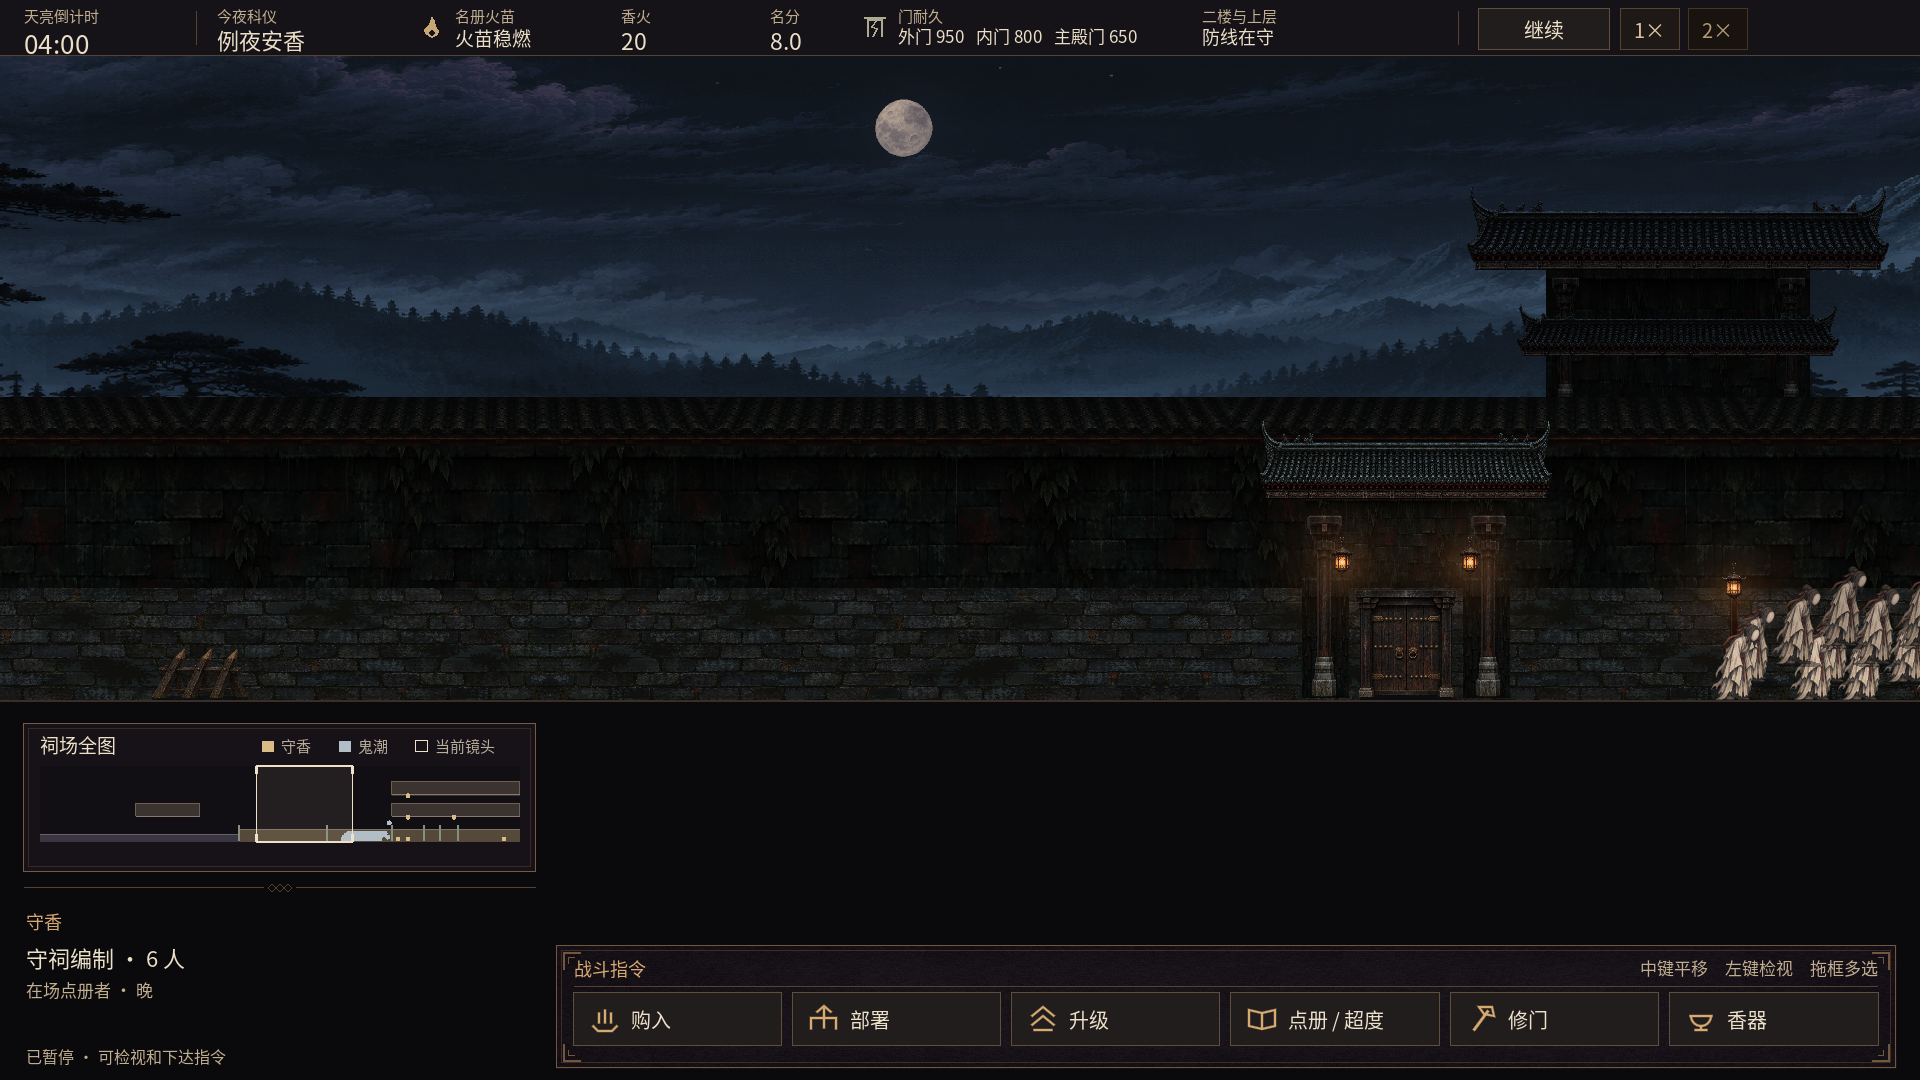 天亮倒计时
04:00
今夜科仪
例夜安香
名册火苗
火苗稳燃
香火
20
名分
8.0
门耐久
外门 950 内门 800 主殿门 650
二楼与上层
防线在守
继续
1×
2×
祠场全图
守香
鬼潮
当前镜头
守香
守祠编制 · 6 人
在场点册者 · 晚
已暂停 · 可检视和下达指令
战斗指令
中键平移 左键检视 拖框多选
购入
部署
升级
点册 / 超度
修门
香器